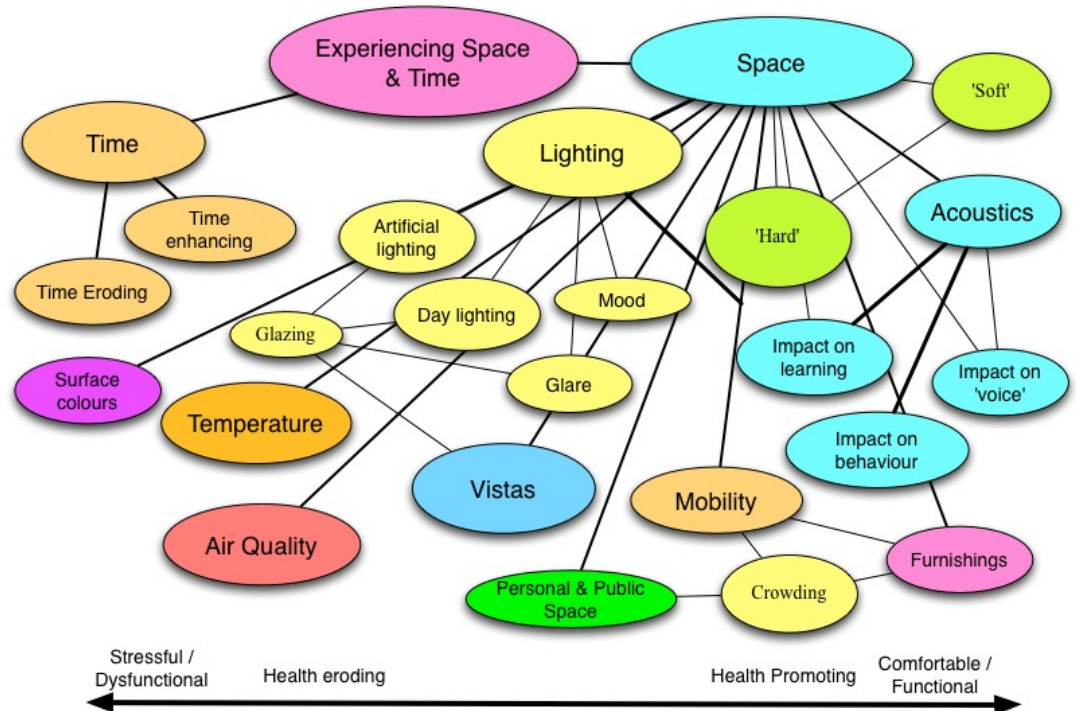 Experiencing Space
& Time
Space
'Soft'
Time
Lighting
Time
enhancing
Artificial
lighting
'Hard'
Acoustics
Time Eroding
Day lighting
Mood
Glazing
Impact on
learning
Surface
colours
Glare
Impact on
'voice'
Temperature
Impact on
behaviour
Vistas
Mobility
Air Quality
Furnishings
Personal & Public
Space
Crowding
Stressful /
Dysfunctional
Health eroding
Health Promoting
Comfortable /
Functional